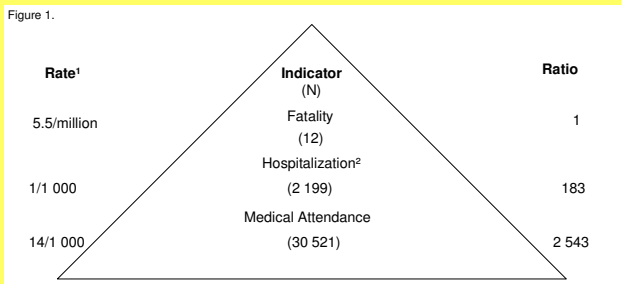 Figure 1.
Rate¹ Indicator Ratio
(N)
5.5/million Fatality 1
(12)
Hospitalization²
1/1 000 (2 199) 183
Medical Attendance
14/1 000 (30 521) 2 543